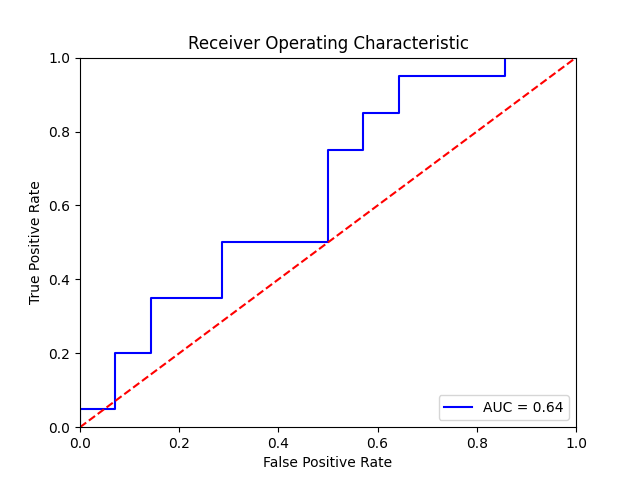 Receiver Operating Characteristic
True Positive Rate
1.0
0.8
0.6
0.4
0.2
0.0
AUC = 0.64
0.0 0.2 0.4 0.6 0.8 1.0
False Positive Rate